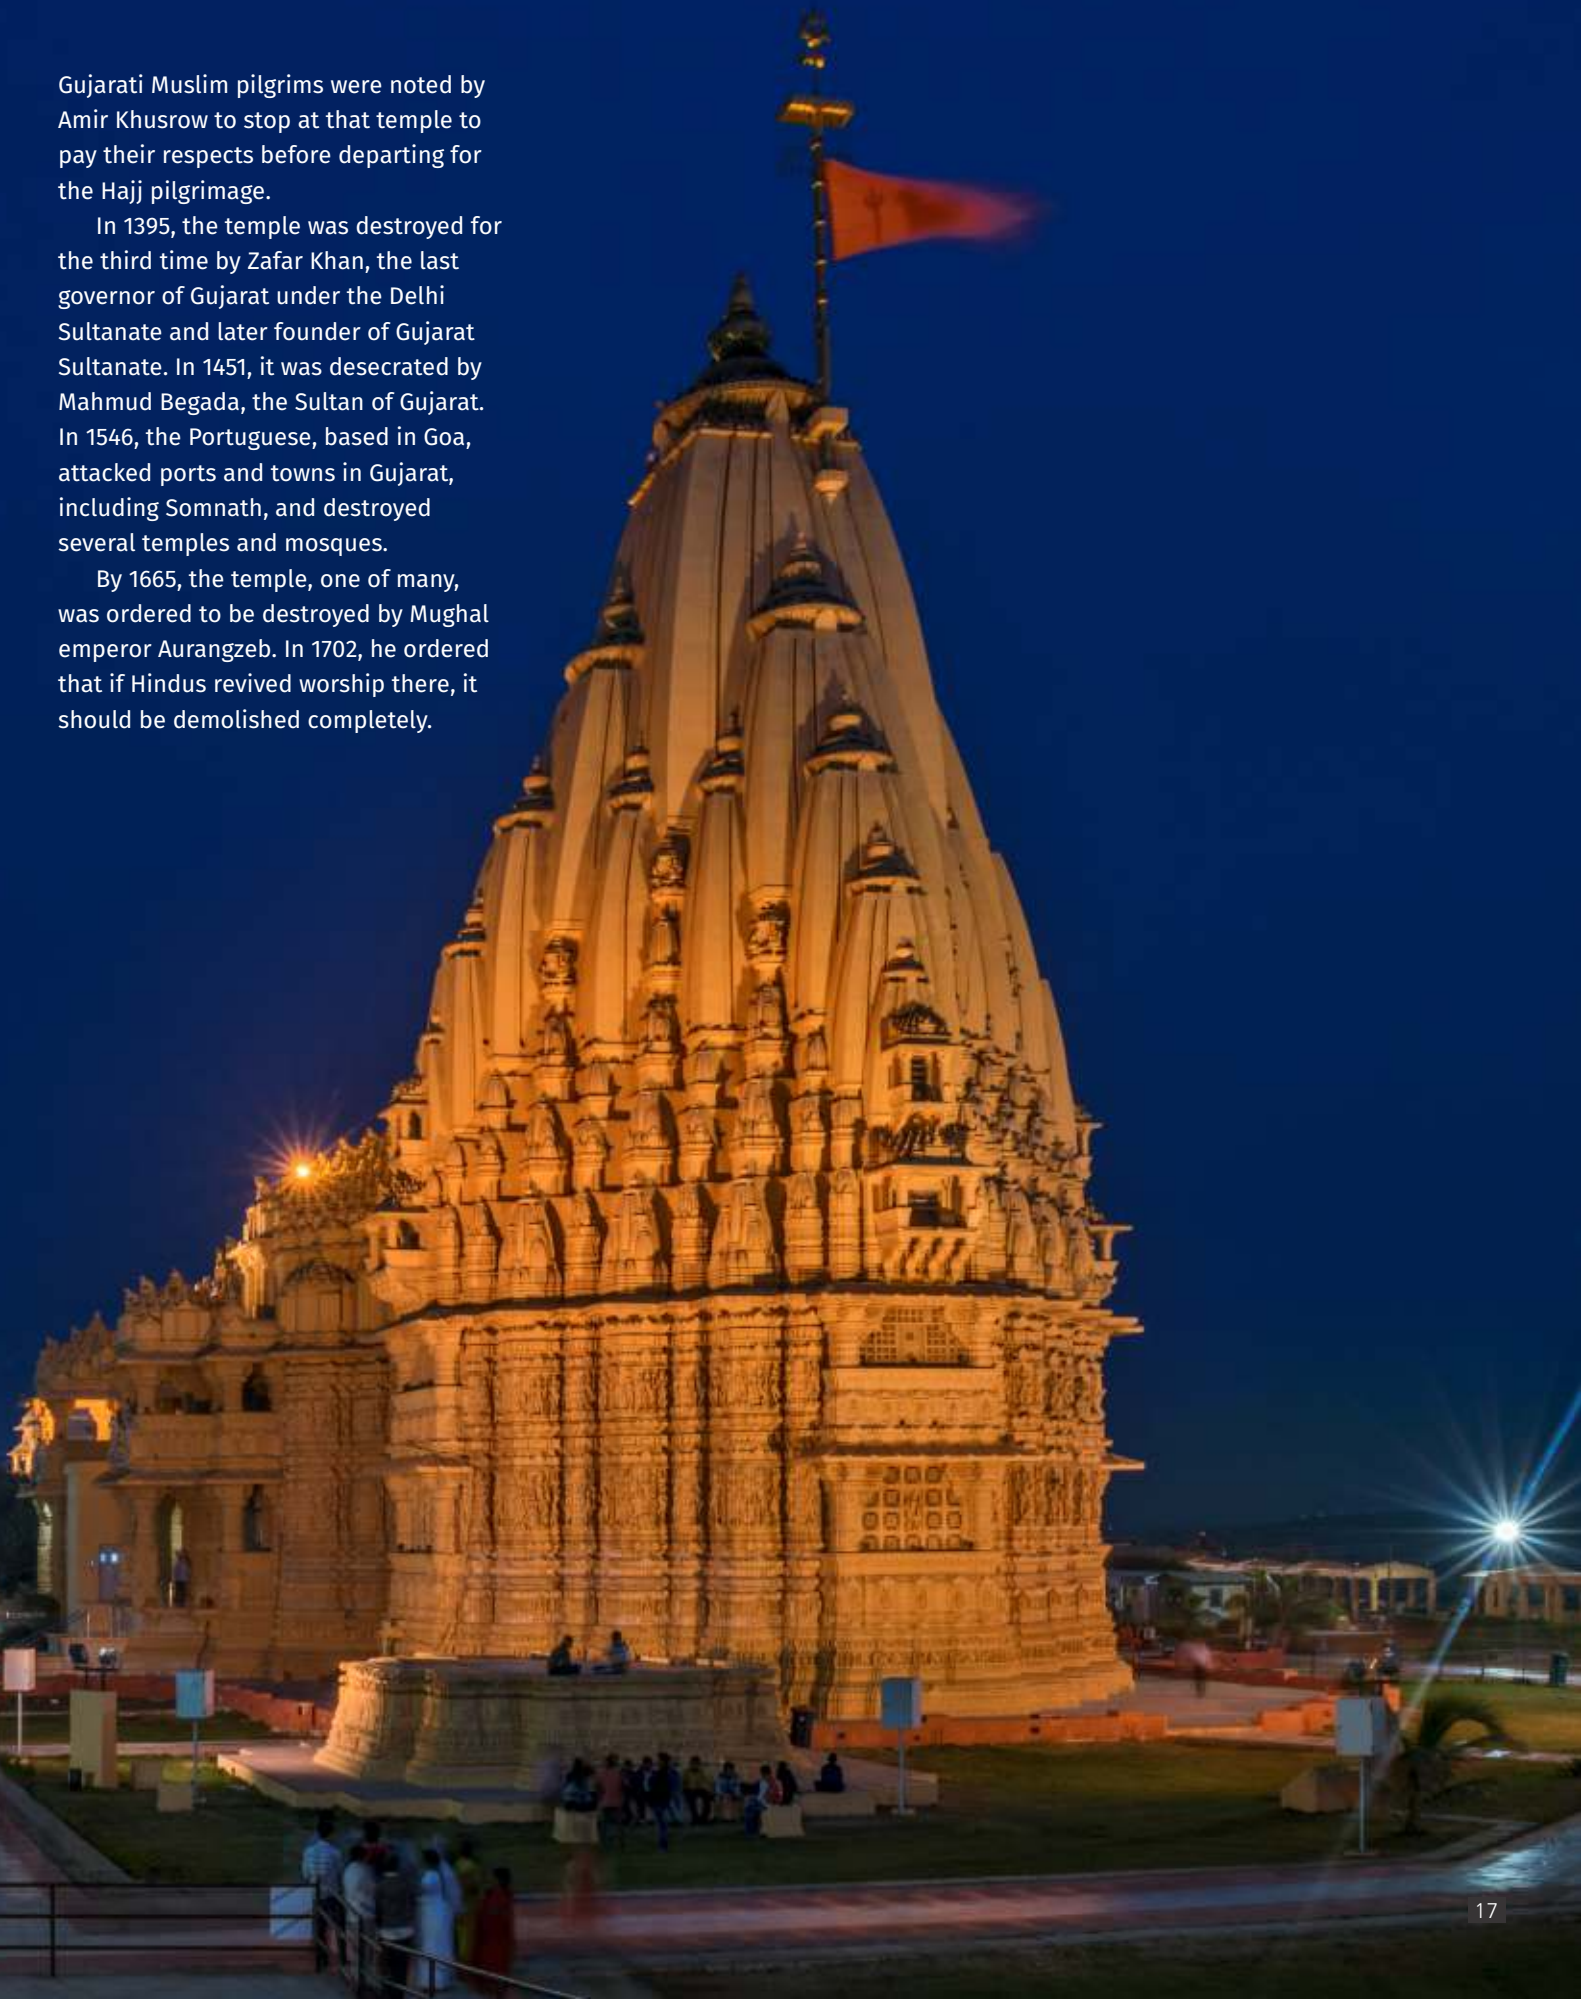 Gujarati Muslim pilgrims were noted by
Amir Khusrow to stop at that temple to
pay their respects before departing for
the Hajj pilgrimage.
In 1395, the temple was destroyed for
the third time by Zafar Khan, the last
governor of Gujarat under the Delhi
Sultanate and later founder of Gujarat
Sultanate. In 1451, it was desecrated by
Mahmud Begada, the Sultan of Gujarat.
In 1546, the Portuguese, based in Goa,
attacked ports and towns in Gujarat,
including Somnath, and destroyed
several temples and mosques.
By 1665, the temple, one of many,
was ordered to be destroyed by Mughal
emperor Aurangzeb. In 1702, he ordered
that if Hindus revived worship there, it
should be demolished completely.
17